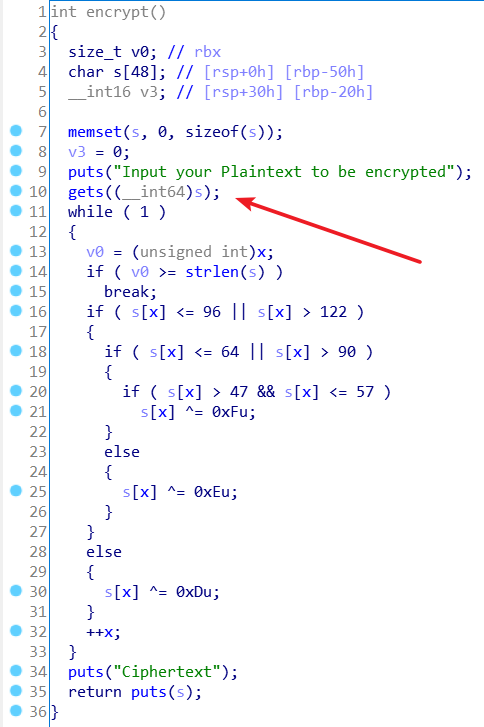 1 int encrypt()
2 {
3 size_t v0; // rbx
4 char s[48]; // [rsp+0h] [rbp-50h]
5 __int16 v3; // [rsp+30h] [rbp-20h]
6
7 memset(s, 0, sizeof(s));
8 v3 = 0;
9 puts("Input your Plaintext to be encrypted");
10 gets((__int64)s);
11 while ( 1 )
12 {
13 v0 = (unsigned int)x;
14 if ( v0 >= strlen(s) )
15 break;
16 if ( s[x] <= 96 || s[x] > 122 )
17 {
18 if ( s[x] <= 64 || s[x] > 90 )
19 {
20 if ( s[x] > 47 && s[x] <= 57 )
21 s[x] ^= 0xFu;
22 }
23 else
24 {
25 s[x] ^= 0xEu;
26 }
27 }
28 else
29 {
30 s[x] ^= 0xDu;
31 }
32 ++x;
33 }
34 puts("Ciphertext");
35 return puts(s);
36 }